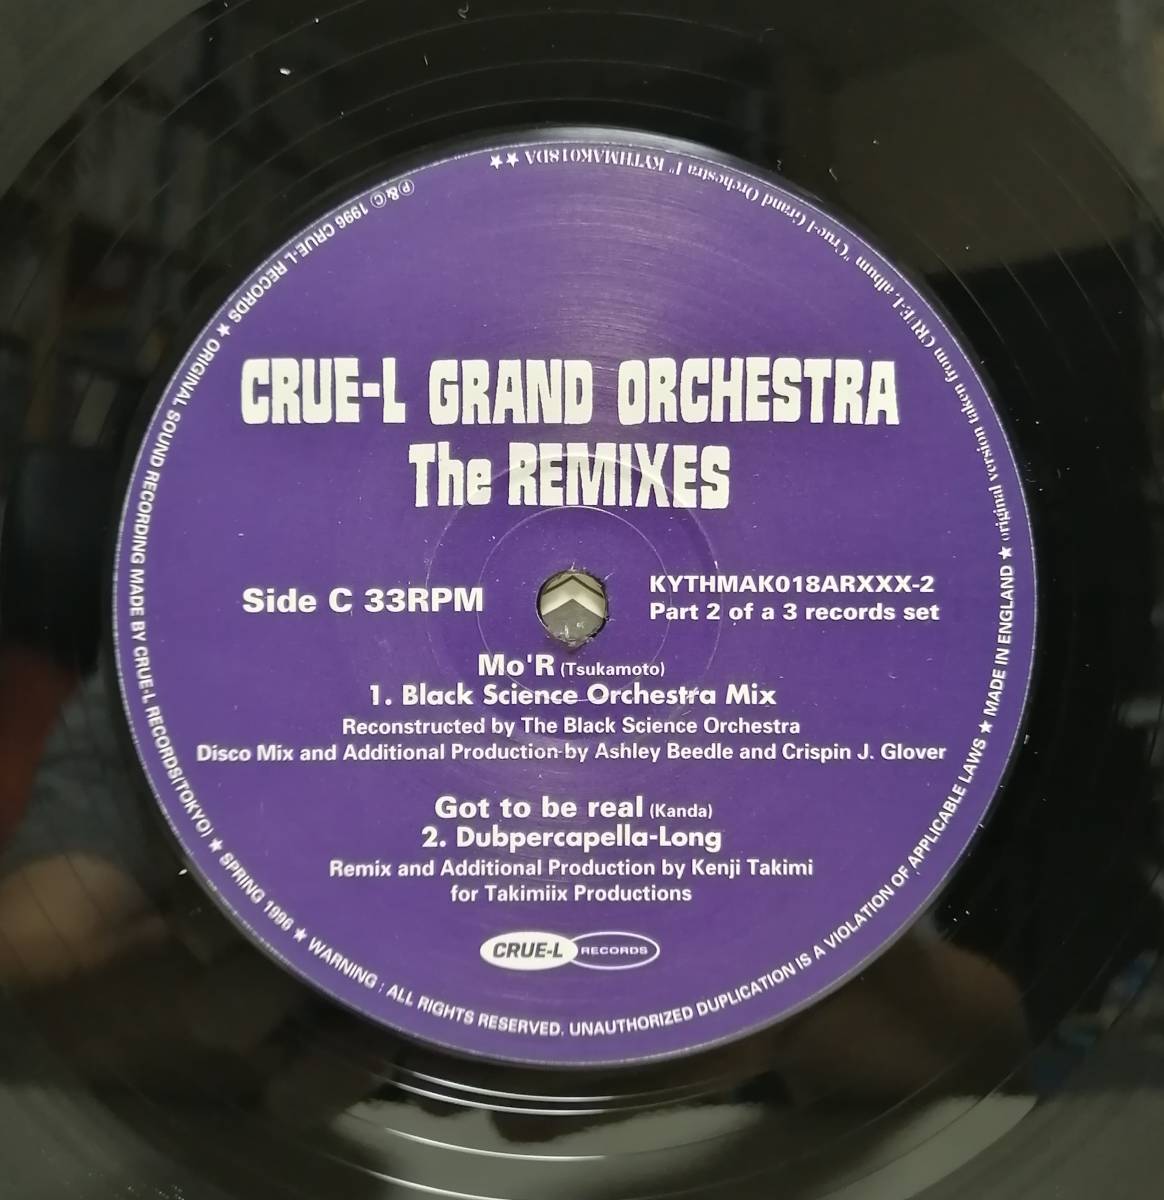 CRUE-L GRAND ORCHESTRA
The REMIXES
Side C 33RPM
KYTHMAK018ARXXX-2
Part 2 of a 3 records set
Mo'R (Tsukamoto)
1. Black Science Orchestra Mix
Reconstructed by The Black Science Orchestra
Disco Mix and Additional Production by Ashley Beedle and Crispin J. Glover
Got to be real (Kanda)
2. Dubpercapella-Long
Remix and Additional Production by Kenji Takimi
for Takimiix Productions
CRUE-L RECORDS
℗&© 1996 CRUE-L RECORDS ★ ORIGINAL SOUND RECORDING MADE BY CRUE-L RECORDS(TOKYO) ★ SPRING 1996 ★ WARNING : ALL RIGHTS RESERVED. UNAUTHORIZED DUPLICATION IS A VIOLATION OF APPLICABLE LAWS ★ MADE IN ENGLAND ★ original version taken from CRUE-L album "Crue-l Grand Orchestra 1" KYTHMAK018DA ★★